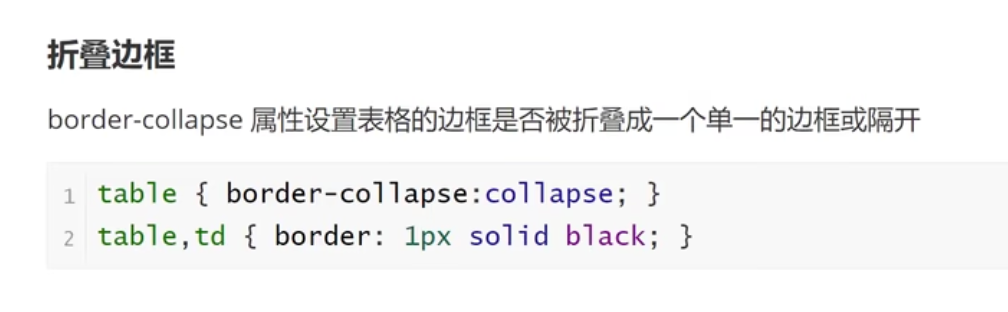 折叠边框
border-collapse 属性设置表格的边框是否被折叠成一个单一的边框或隔开
1 table { border-collapse:collapse; }
2 table,td { border: 1px solid black; }